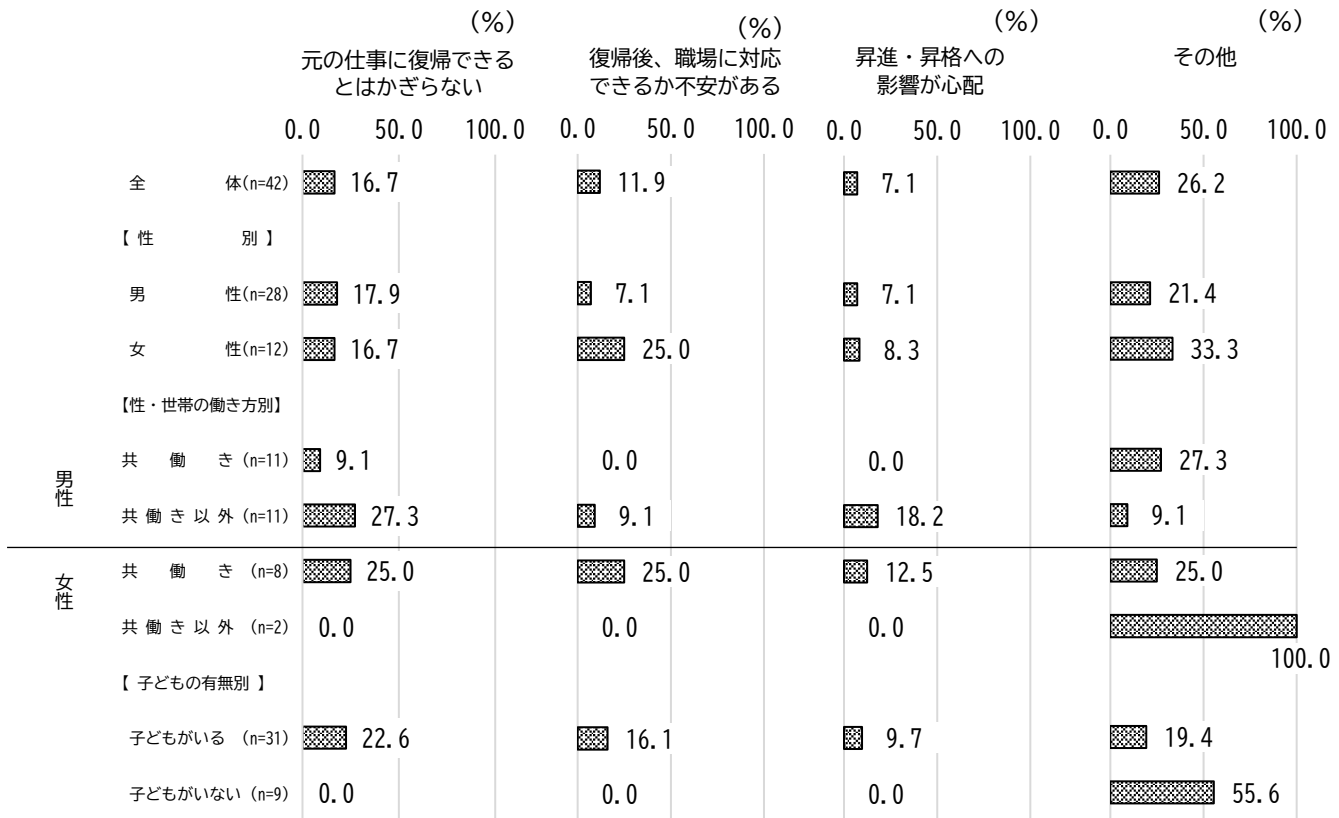 (%) (%) (%) (%)
元の仕事に復帰できる 復帰後、職場に対応 昇進・昇格への その他
とはかぎらない できるか不安がある 影響が心配
0.0 50.0 100.0 0.0 50.0 100.0 0.0 50.0 100.0 0.0 50.0 100.0
全 体(n=42) 16.7 11.9 7.1 26.2
【 性 別 】
男 性(n=28) 17.9 7.1 7.1 21.4
女 性(n=12) 16.7 25.0 8.3 33.3
【性・世帯の働き方別】
男性
共 働 き (n=11) 9.1 0.0 0.0 27.3
共働き以外 (n=11) 27.3 9.1 18.2 9.1
女性
共 働 き (n=8) 25.0 25.0 12.5 25.0
共働き以外 (n=2) 0.0 0.0 0.0 100.0
【 子どもの有無別 】
子どもがいる (n=31) 22.6 16.1 9.7 19.4
子どもがいない (n=9) 0.0 0.0 0.0 55.6